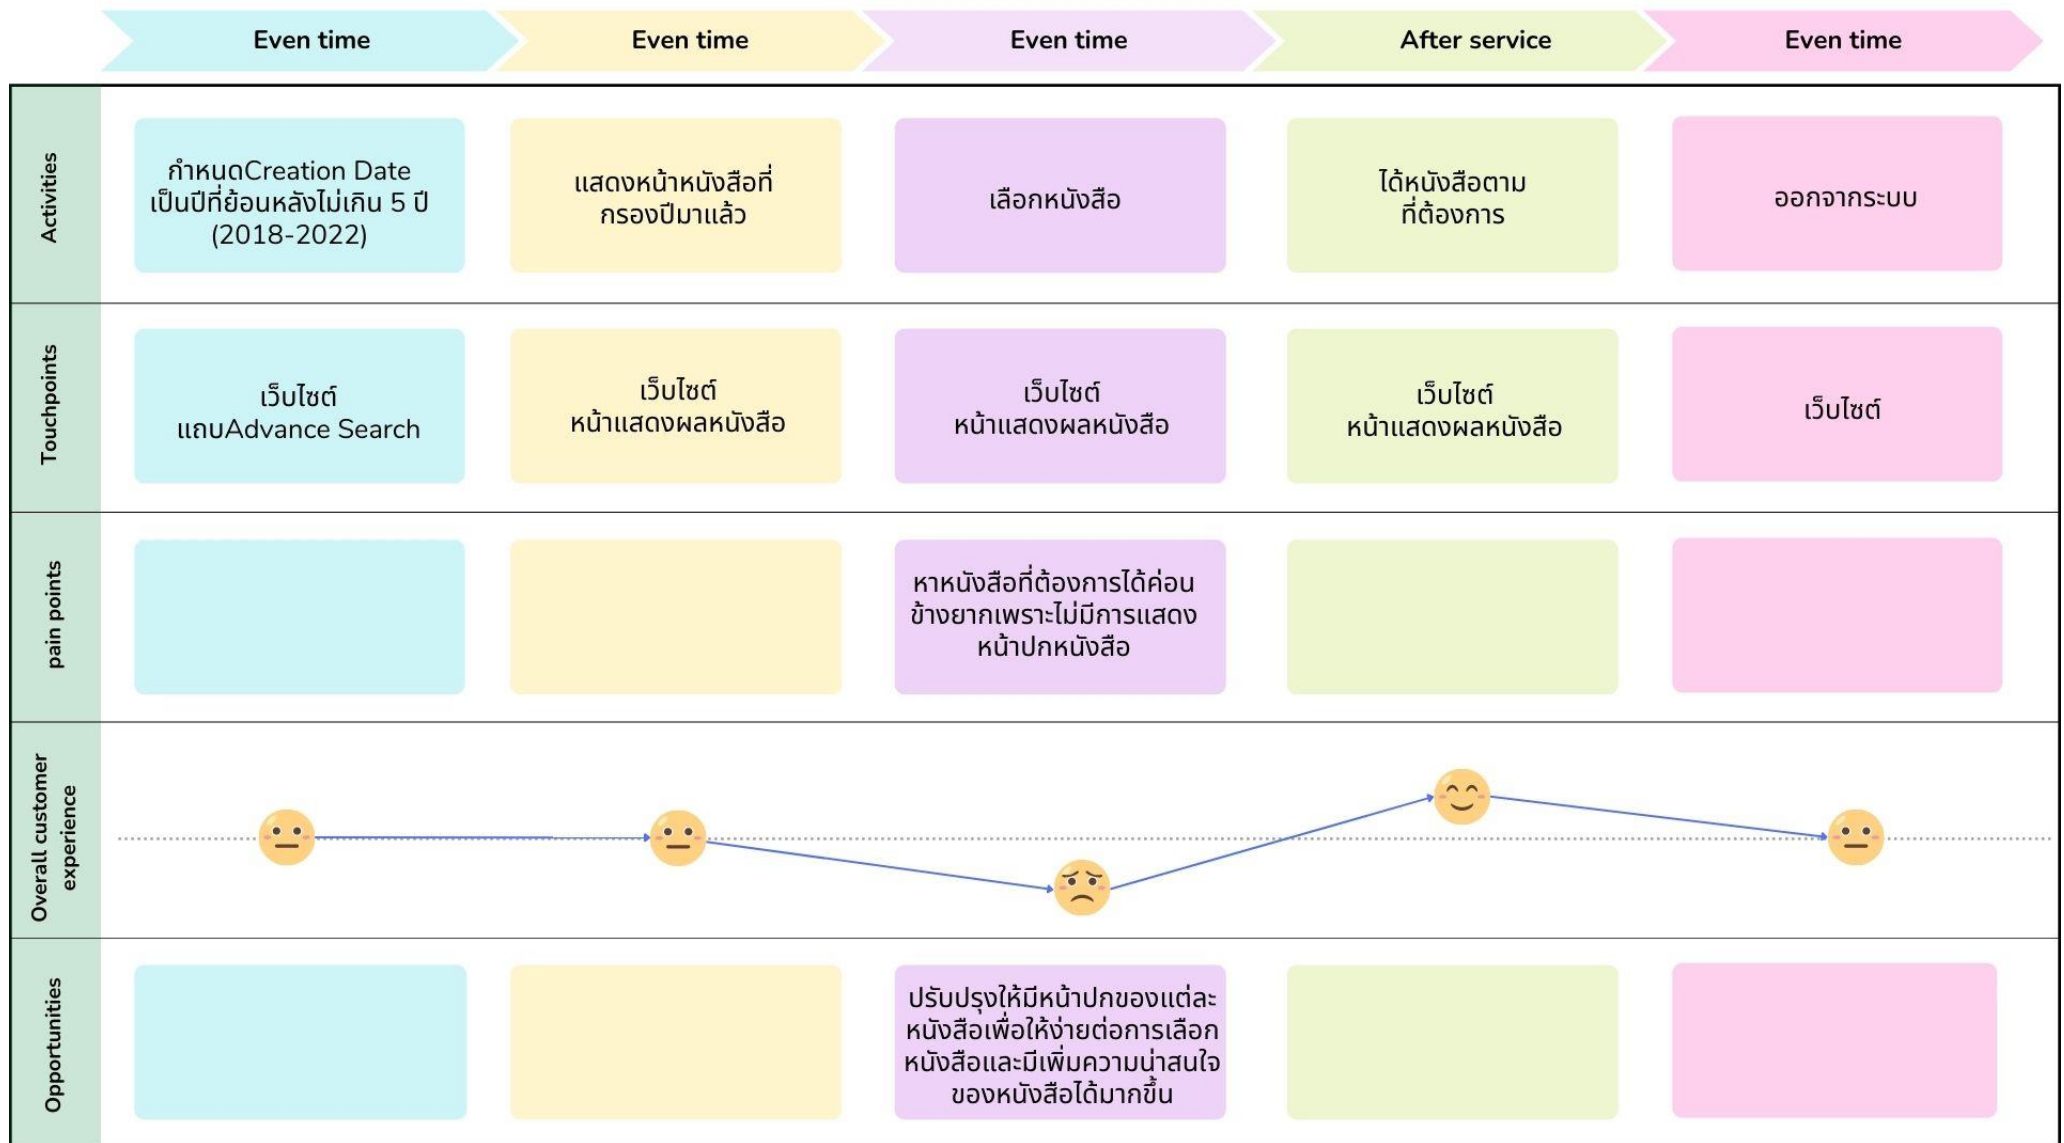 Even time
Even time
Even time
After service
Even time
Activities
กำหนดCreation Date
เป็นปีที่ย้อนหลังไม่เกิน 5 ปี
(2018-2022)
แสดงหน้าหนังสือที่
กรองปีมาแล้ว
เลือกหนังสือ
ได้หนังสือตาม
ที่ต้องการ
ออกจากระบบ
Touchpoints
เว็บไซต์
แถบAdvance Search
เว็บไซต์
หน้าแสดงผลหนังสือ
เว็บไซต์
หน้าแสดงผลหนังสือ
เว็บไซต์
หน้าแสดงผลหนังสือ
เว็บไซต์
pain points
หาหนังสือที่ต้องการได้ค่อน
ข้างยากเพราะไม่มีการแสดง
หน้าปกหนังสือ
Overall customer
experience
Opportunities
ปรับปรุงให้มีหน้าปกของแต่ละ
หนังสือเพื่อให้ง่ายต่อการเลือก
หนังสือและมีเพิ่มความน่าสนใจ
ของหนังสือได้มากขึ้น